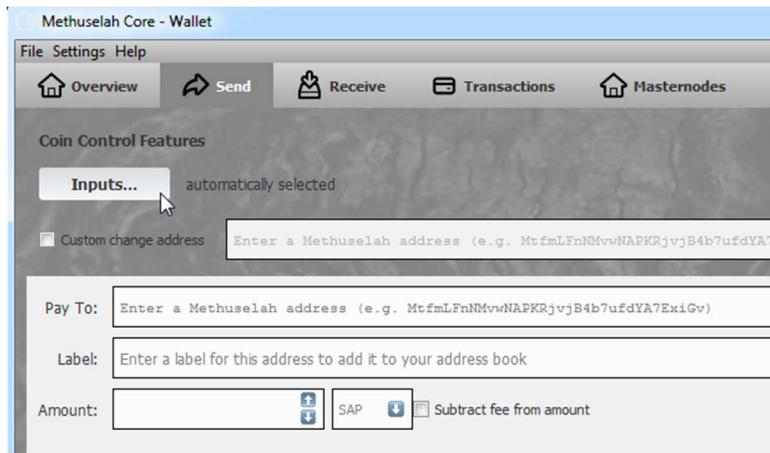 Methuselah Core - Wallet
File Settings Help
Overview Send Receive Transactions Masternodes
Coin Control Features
Inputs... automatically selected
Custom change address Enter a Methuselah address (e.g. MtfmLFnNMvwNAPKRjvjB4b7ufdYA7
Pay To: Enter a Methuselah address (e.g. MtfmLFnNMvwNAPKRjvjB4b7ufdYA7ExiGv)
Label: Enter a label for this address to add it to your address book
Amount: SAP Subtract fee from amount